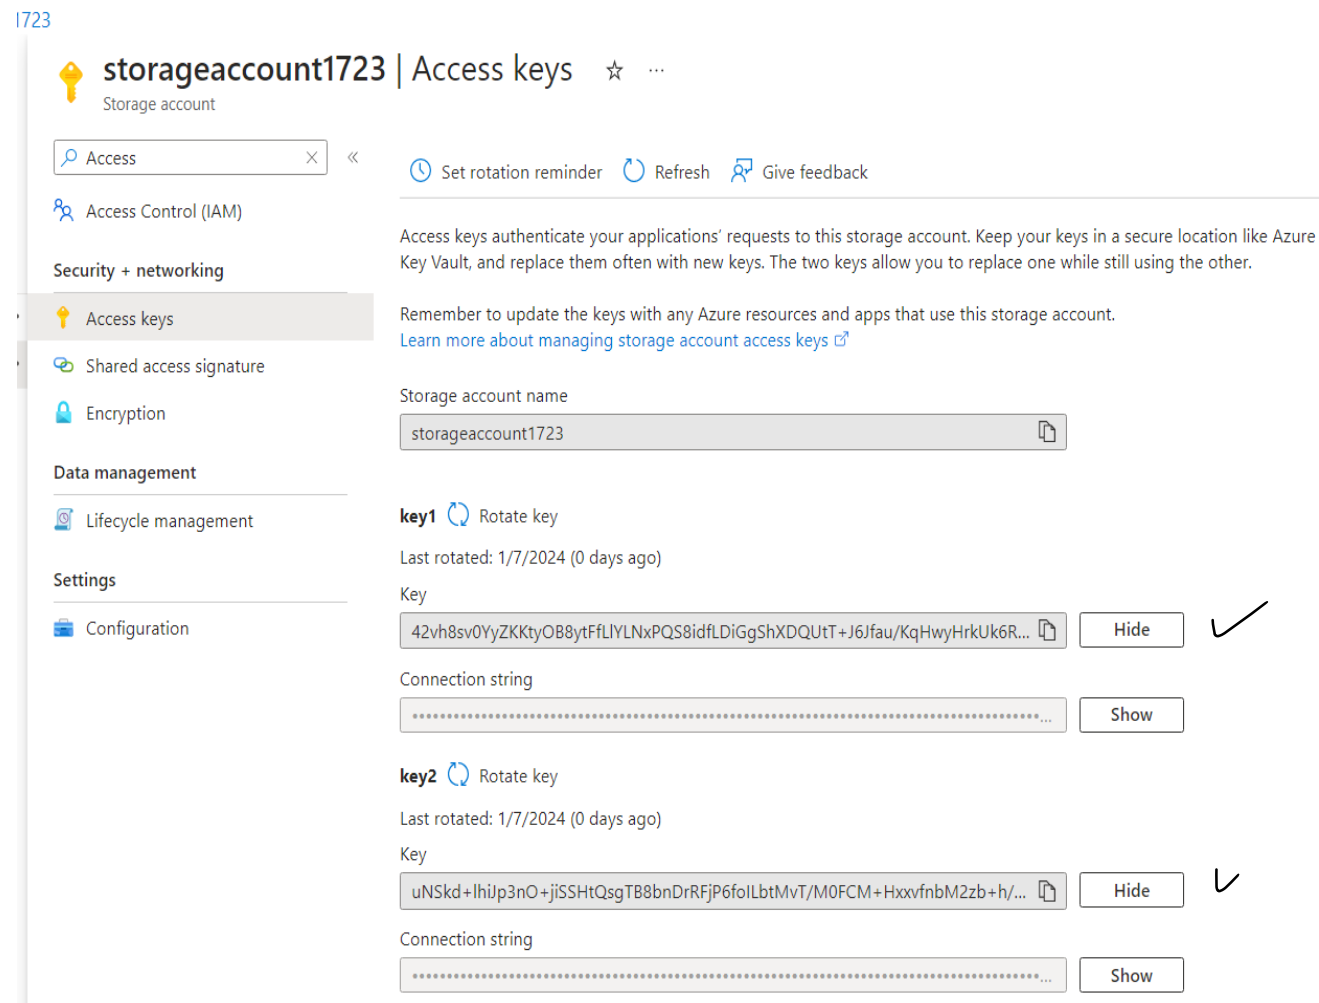 1723
storageaccount1723 | Access keys
Storage account
Access
Access Control (IAM)
Security + networking
Access keys
Shared access signature
Encryption
Data management
Lifecycle management
Settings
Configuration
Set rotation reminder Refresh Give feedback
Access keys authenticate your applications’ requests to this storage account. Keep your keys in a secure location like Azure
Key Vault, and replace them often with new keys. The two keys allow you to replace one while still using the other.
Remember to update the keys with any Azure resources and apps that use this storage account.
Learn more about managing storage account access keys
Storage account name
storageaccount1723
key1 Rotate key
Last rotated: 1/7/2024 (0 days ago)
Key
42vh8sv0YyZKKtyOB8ytFfLlYLNxPQS8idfLDiGgShXDQUtT+J6Jfau/KqHwyHrkUk6R... Hide
Connection string
Show
key2 Rotate key
Last rotated: 1/7/2024 (0 days ago)
Key
uNSkd+lhiJp3nO+jiSSHtQsgTB8bnDrRFjP6foILbtMvT/M0FCM+HxxvfnbM2zb+h/... Hide
Connection string
Show